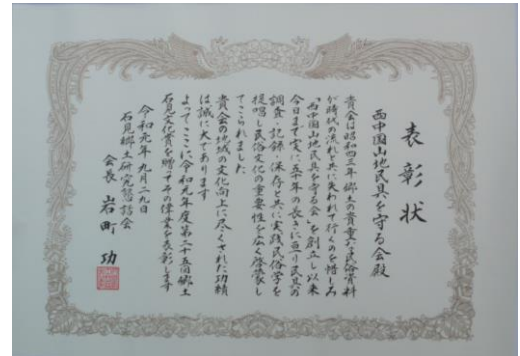 表彰状
西中国山地民具を守る会殿
貴会は昭和四三年郷土の貴重な民俗資料
が時代の流れと共に失われて行くのを惜しみ
「西中国山地民具を守る会」を創立し以来
今日まで実に五十年の長きに亘り民具の
調査・記録・保存と共に実践民俗学を
提唱し民俗文化の重要性を広く啓蒙し
てこられました
貴会の地域の文化向上に尽くされた功績
は誠に大であります
よってここに令和元年度第二十五回郷土
石見文化賞を贈ってその偉業を表彰します
令和元年九月二九日
石見郷土研究懇話会
会長 岩町 功